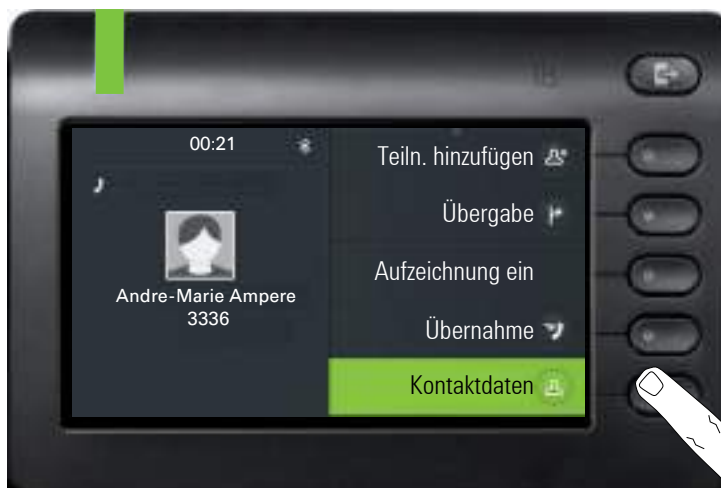 00:21
Andre-Marie Ampere
3336
Teiln. hinzufügen
Übergabe
Aufzeichnung ein
Übernahme
Kontaktdaten